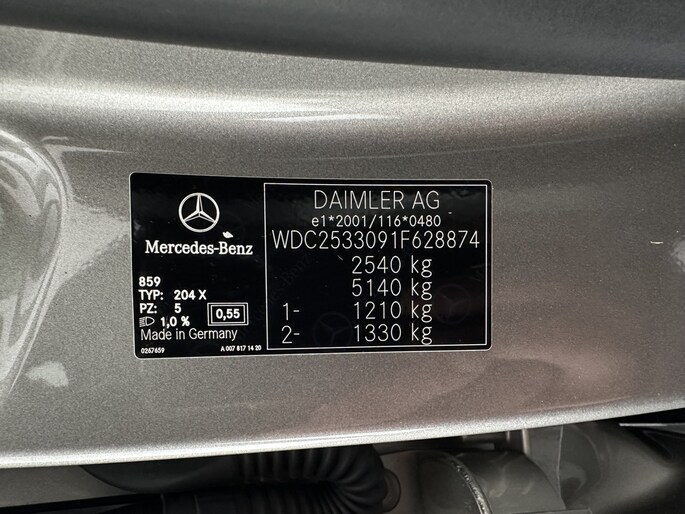 Mercedes-Benz
859
TYP: 204 X
PZ: 5
1,0 %
0,55
Made in Germany
0267659
A 007 817 14 20
DAIMLER AG
e1*2001/116*0480
WDC2533091F628874
2540 kg
5140 kg
1- 1210 kg
2- 1330 kg